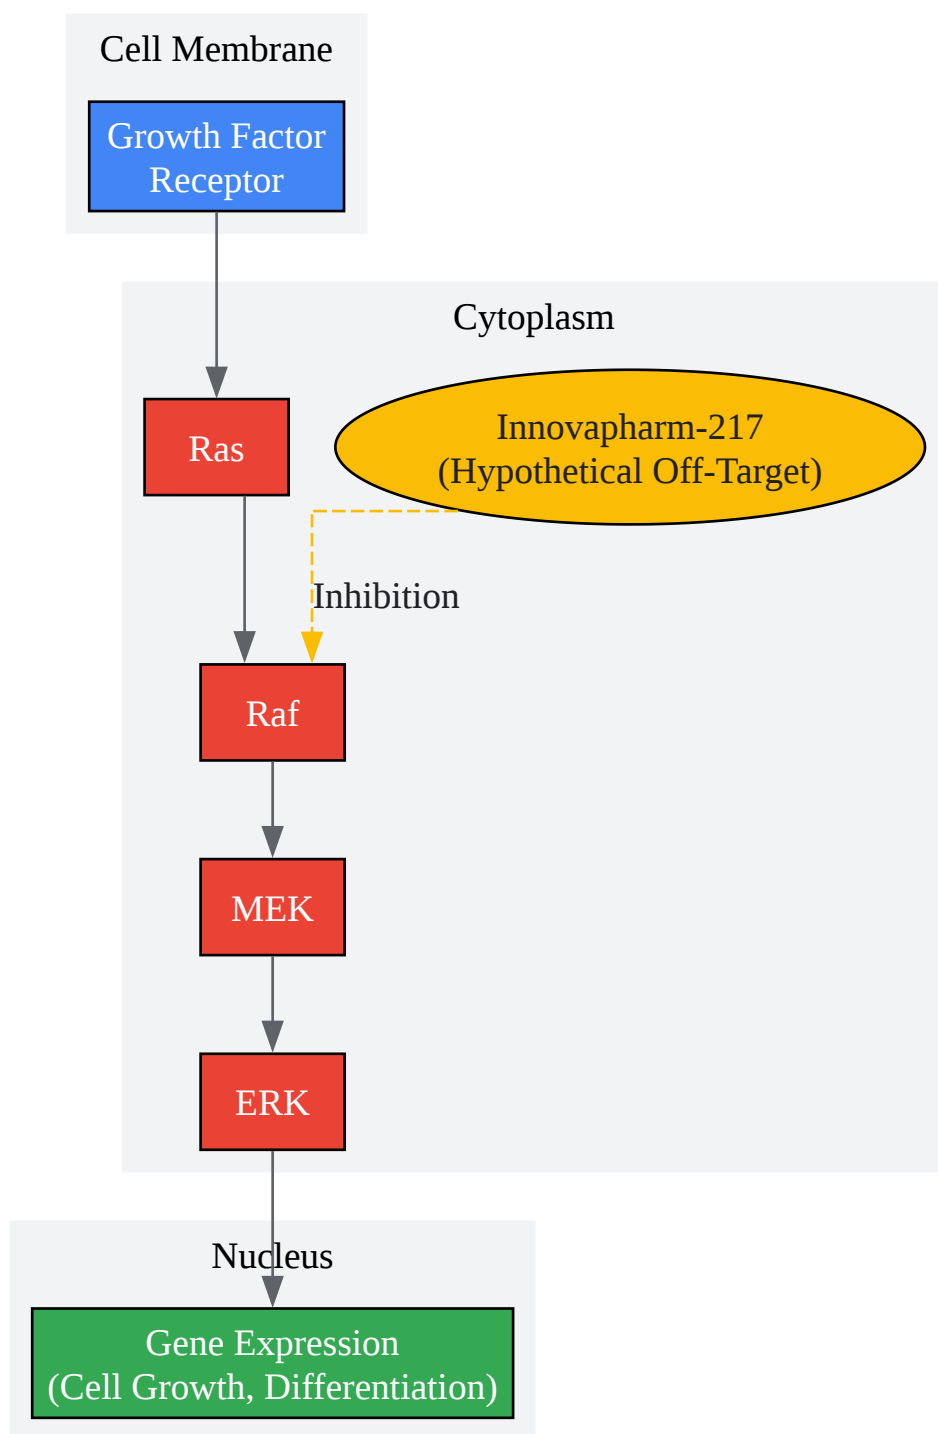 Cell Membrane
Growth Factor
Receptor
Cytoplasm
Ras
Innovapharm-217
(Hypothetical Off-Target)
Inhibition
Raf
MEK
ERK
Nucleus
Gene Expression
(Cell Growth, Differentiation)